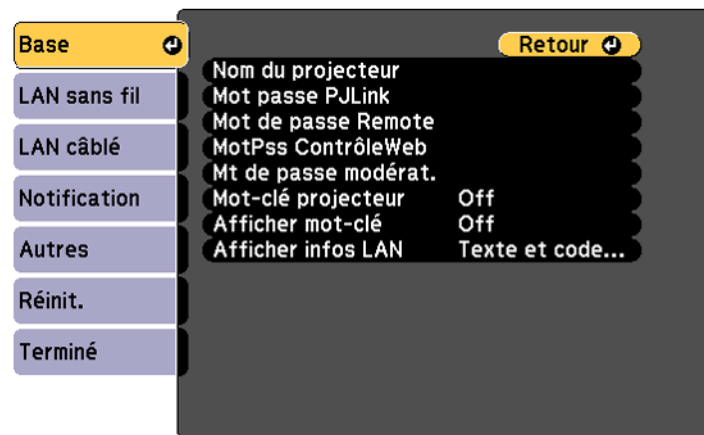 Base
LAN sans fil
LAN câblé
Notification
Autres
Réinit.
Terminé
Retour
Nom du projecteur
Mot passe PJLink
Mot de passe Remote
MotPss ContrôleWeb
Mt de passe modérat.
Mot-clé projecteur Off
Afficher mot-clé Off
Afficher infos LAN Texte et code...